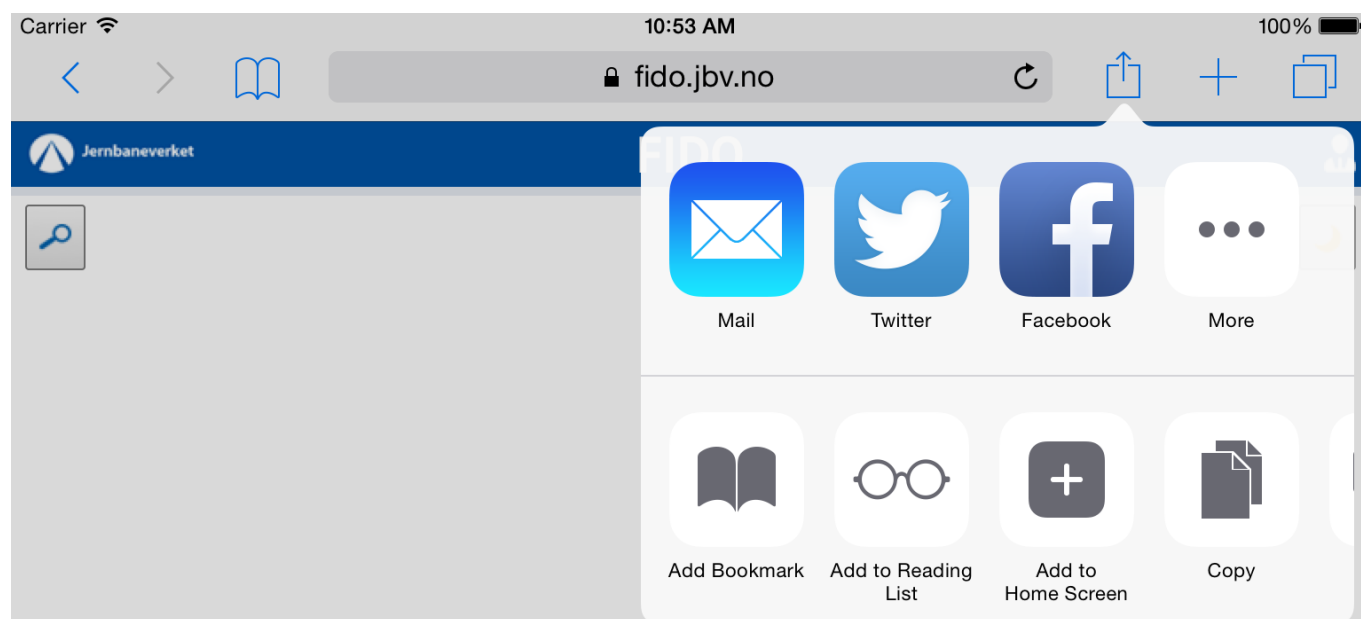 Carrier 10:53 AM 100%
fido.jbv.no
Jernbaneverket FIDO
Mail Twitter Facebook More
Add Bookmark Add to Reading Add to Copy
List Home Screen